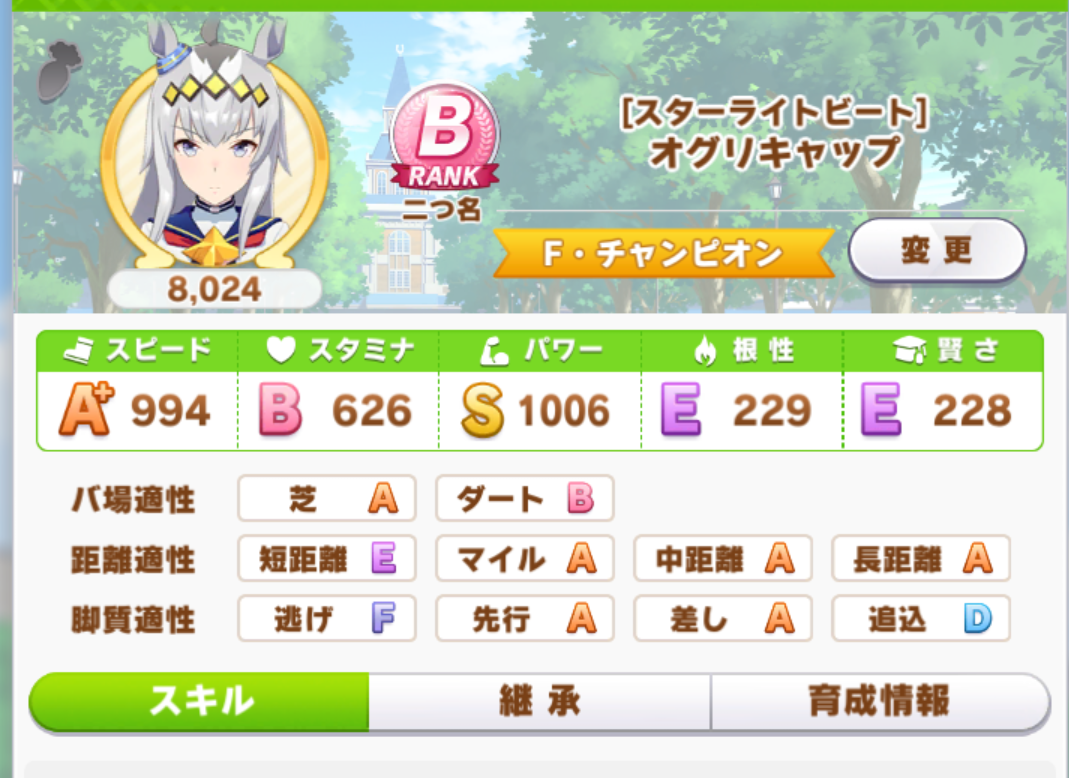 [スターライトビート]
オグリキャップ
B
RANK
二つ名
F・チャンピオン 変更
8,024
スピード スタミナ パワー 根性 賢さ
A+ 994 B 626 S 1006 E 229 E 228
バ場適性 芝 A ダート B
距離適性 短距離 E マイル A 中距離 A 長距離 A
脚質適性 逃げ F 先行 A 差し A 追込 D
スキル 継承 育成情報